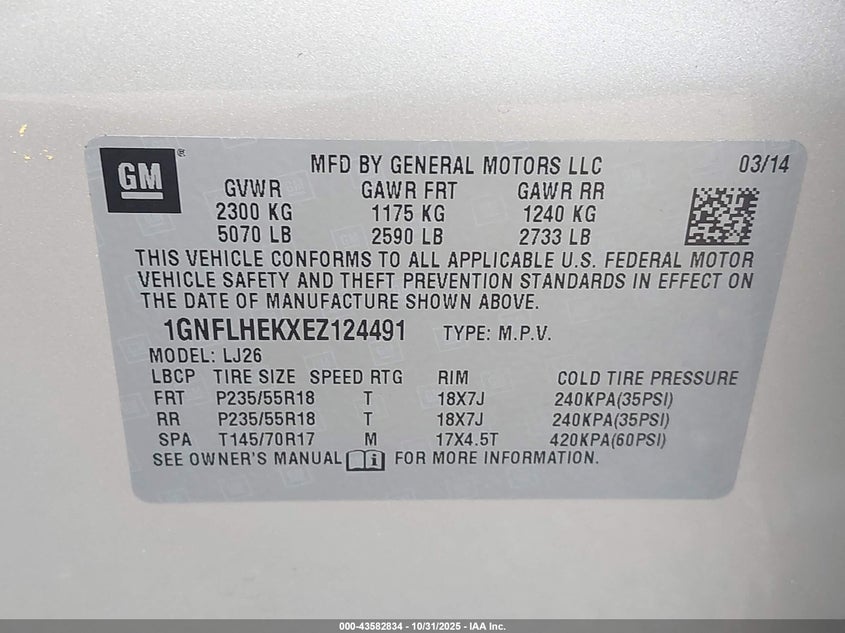 GM®
MFD BY GENERAL MOTORS LLC 03/14
GVWR GAWR FRT GAWR RR
2300 KG 1175 KG 1240 KG
5070 LB 2590 LB 2733 LB
THIS VEHICLE CONFORMS TO ALL APPLICABLE U.S. FEDERAL MOTOR
VEHICLE SAFETY AND THEFT PREVENTION STANDARDS IN EFFECT ON
THE DATE OF MANUFACTURE SHOWN ABOVE.
1GNFLHEKXEZ124491 TYPE: M.P.V.
MODEL: LJ26
LBCP TIRE SIZE SPEED RTG RIM COLD TIRE PRESSURE
FRT P235/55R18 T 18X7J 240KPA(35PSI)
RR P235/55R18 T 18X7J 240KPA(35PSI)
SPA T145/70R17 M 17X4.5T 420KPA(60PSI)
SEE OWNER'S MANUAL FOR MORE INFORMATION.
000-43582834 - 10/31/2025 - IAA Inc.